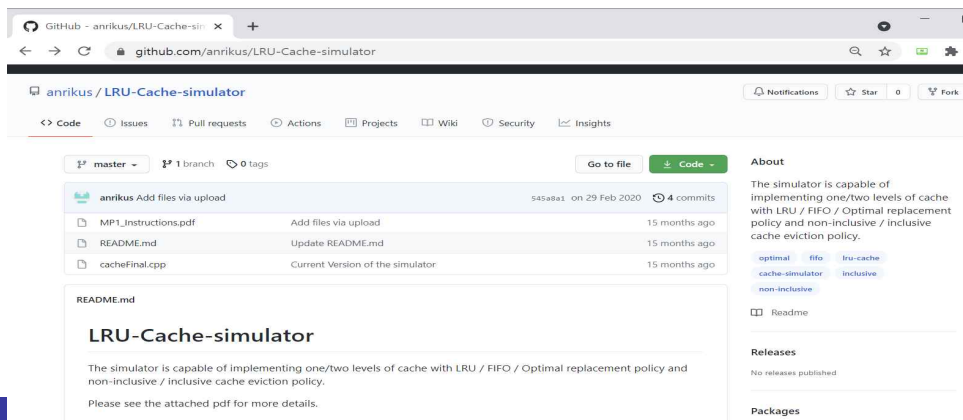 GitHub - anrikus/LRU-Cache-sin
github.com/anrikus/LRU-Cache-simulator
anrikus / LRU-Cache-simulator
Notifications Star 0 Fork
Code Issues Pull requests Actions Projects Wiki Security Insights
master 1 branch 0 tags Go to file Code
anrikus Add files via upload 545a8a1 on 29 Feb 2020 4 commits
MP1_Instructions.pdf Add files via upload 15 months ago
README.md Update README.md 15 months ago
cacheFinal.cpp Current Version of the simulator 15 months ago
README.md
LRU-Cache-simulator
The simulator is capable of implementing one/two levels of cache with LRU / FIFO / Optimal replacement policy and
non-inclusive / inclusive cache eviction policy.
Please see the attached pdf for more details.
About
The simulator is capable of
implementing one/two levels of cache
with LRU / FIFO / Optimal replacement
policy and non-inclusive / inclusive
cache eviction policy.
optimal fifo lru-cache
cache-simulator inclusive
non-inclusive
Readme
Releases
No releases published
Packages